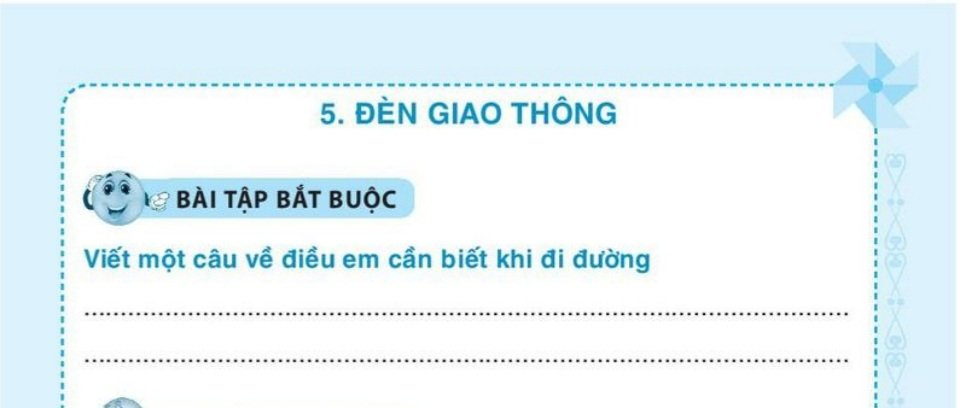 5. ĐÈN GIAO THÔNG
BÀI TẬP BẮT BUỘC
Viết một câu về điều em cần biết khi đi đường